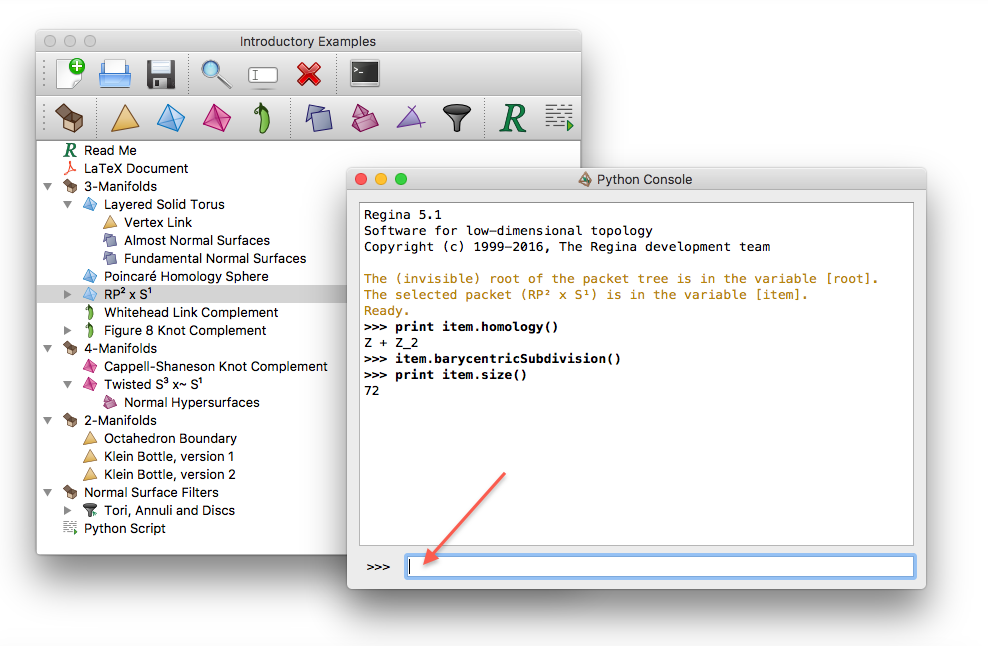 Introductory Examples
Read Me
LaTeX Document
3-Manifolds
Layered Solid Torus
Vertex Link
Almost Normal Surfaces
Fundamental Normal Surfaces
Poincaré Homology Sphere
RP² x S¹
Whitehead Link Complement
Figure 8 Knot Complement
4-Manifolds
Cappell-Shaneson Knot Complement
Twisted S³ x~ S¹
Normal Hypersurfaces
2-Manifolds
Octahedron Boundary
Klein Bottle, version 1
Klein Bottle, version 2
Normal Surface Filters
Tori, Annuli and Discs
Python Script
Python Console
Regina 5.1
Software for low-dimensional topology
Copyright (c) 1999-2016, The Regina development team
The (invisible) root of the packet tree is in the variable [root].
The selected packet (RP² x S¹) is in the variable [item].
Ready.
>>> print item.homology()
Z + Z_2
>>> item.barycentricSubdivision()
>>> print item.size()
72
>>>